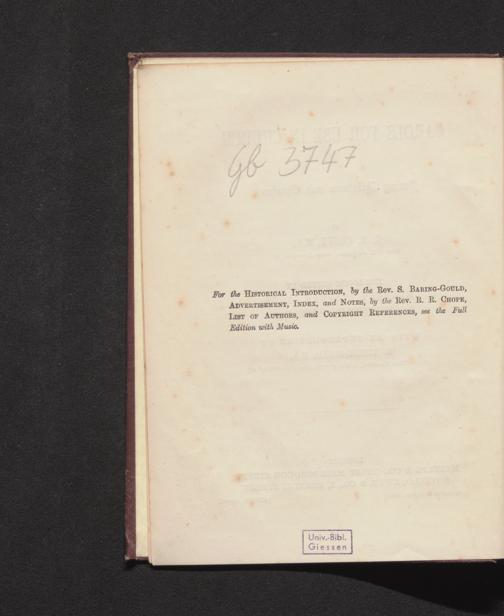 Gb 3747
For the Historical Introduction, by the Rev. S. Baring-Gould,
Advertisement, Index, and Notes, by the Rev. R. R. Chope,
List of Authors, and Copyright References, see the Full
Edition with Music.
Univ.-Bibl.
Giessen